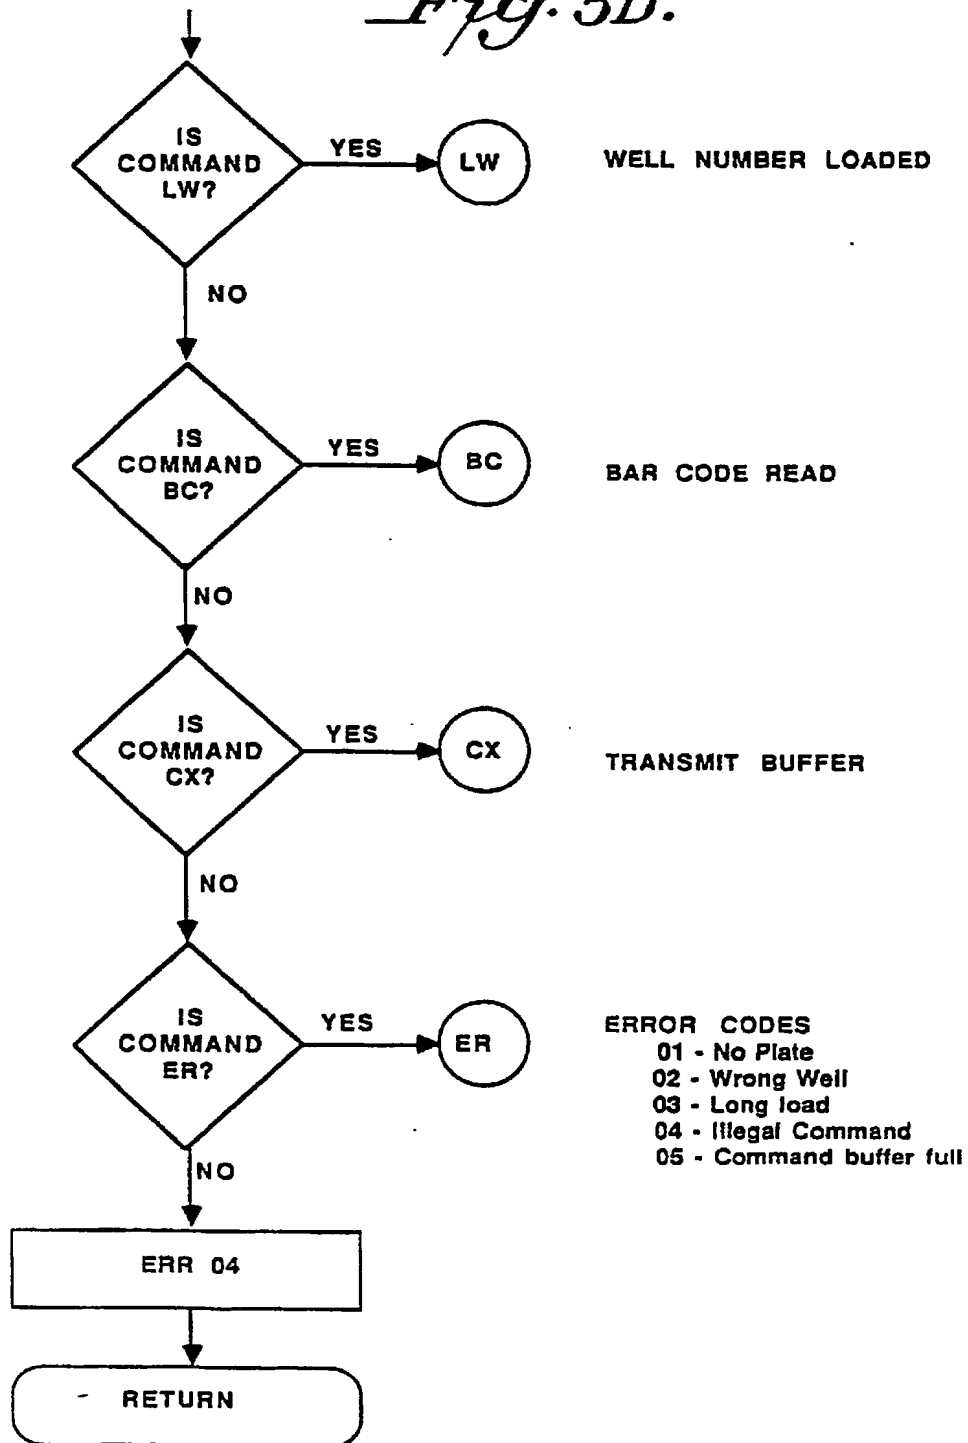 Fig. 5D.
IS
COMMAND
LW?
YES
LW
WELL NUMBER LOADED
NO
IS
COMMAND
BC?
YES
BC
BAR CODE READ
NO
IS
COMMAND
CX?
YES
CX
TRANSMIT BUFFER
NO
IS
COMMAND
ER?
YES
ER
ERROR CODES
01 - No Plate
02 - Wrong Well
03 - Long load
04 - Illegal Command
05 - Command buffer full
NO
ERR 04
RETURN